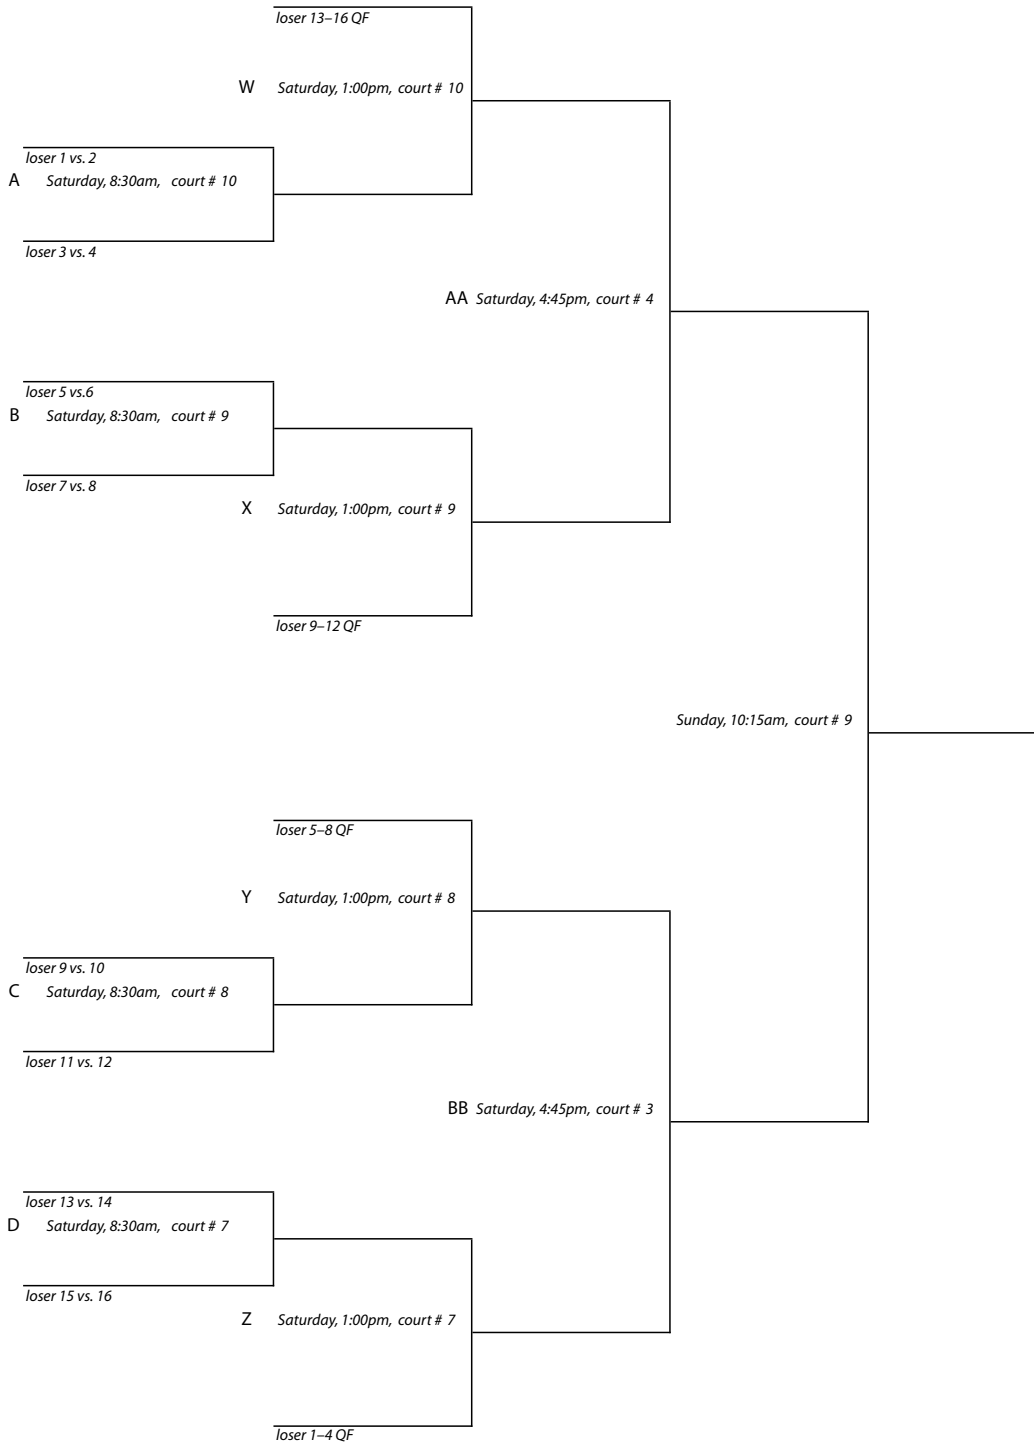 loser 13–16 QF
W Saturday, 1:00pm, court # 10
loser 1 vs. 2
A Saturday, 8:30am, court # 10
loser 3 vs. 4
AA Saturday, 4:45pm, court # 4
loser 5 vs.6
B Saturday, 8:30am, court # 9
loser 7 vs. 8
X Saturday, 1:00pm, court # 9
loser 9–12 QF
Sunday, 10:15am, court # 9
loser 5–8 QF
Y Saturday, 1:00pm, court # 8
loser 9 vs. 10
C Saturday, 8:30am, court # 8
loser 11 vs. 12
BB Saturday, 4:45pm, court # 3
loser 13 vs. 14
D Saturday, 8:30am, court # 7
loser 15 vs. 16
Z Saturday, 1:00pm, court # 7
loser 1–4 QF